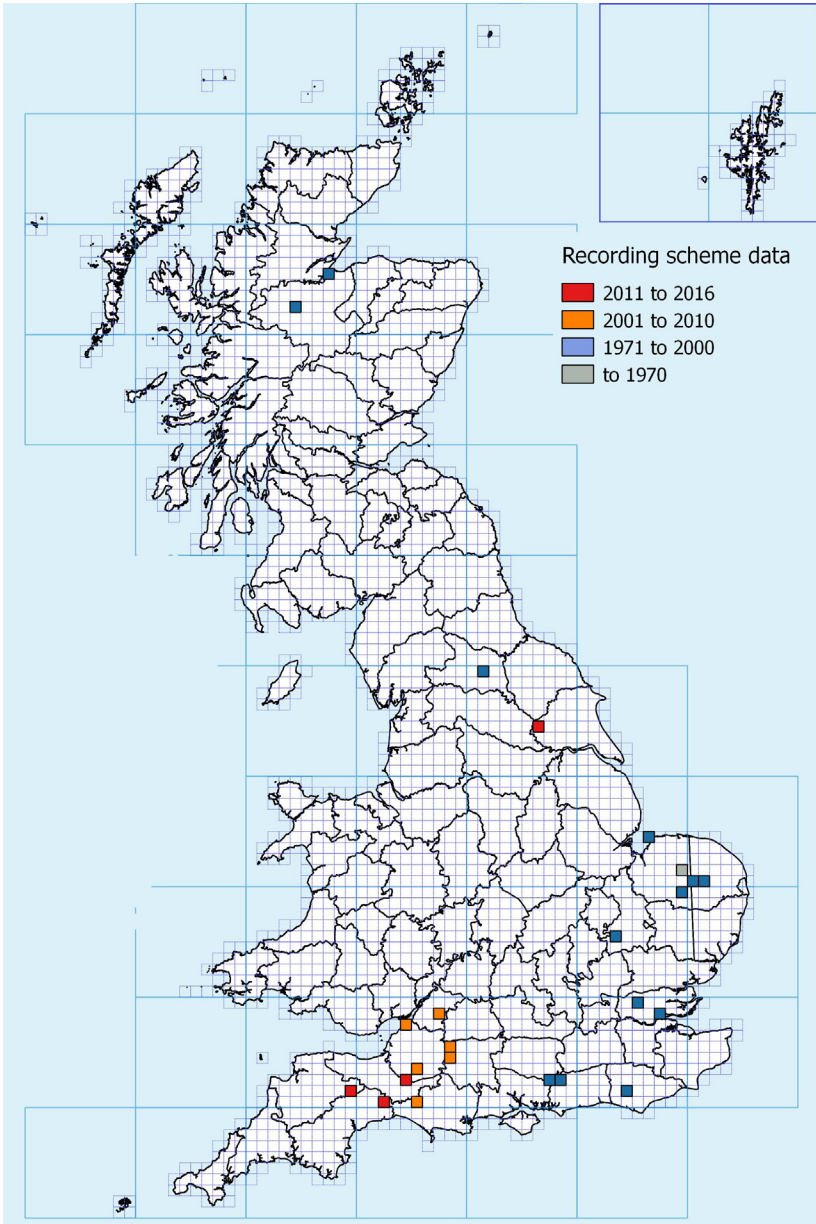 Recording scheme data
2011 to 2016
2001 to 2010
1971 to 2000
to 1970